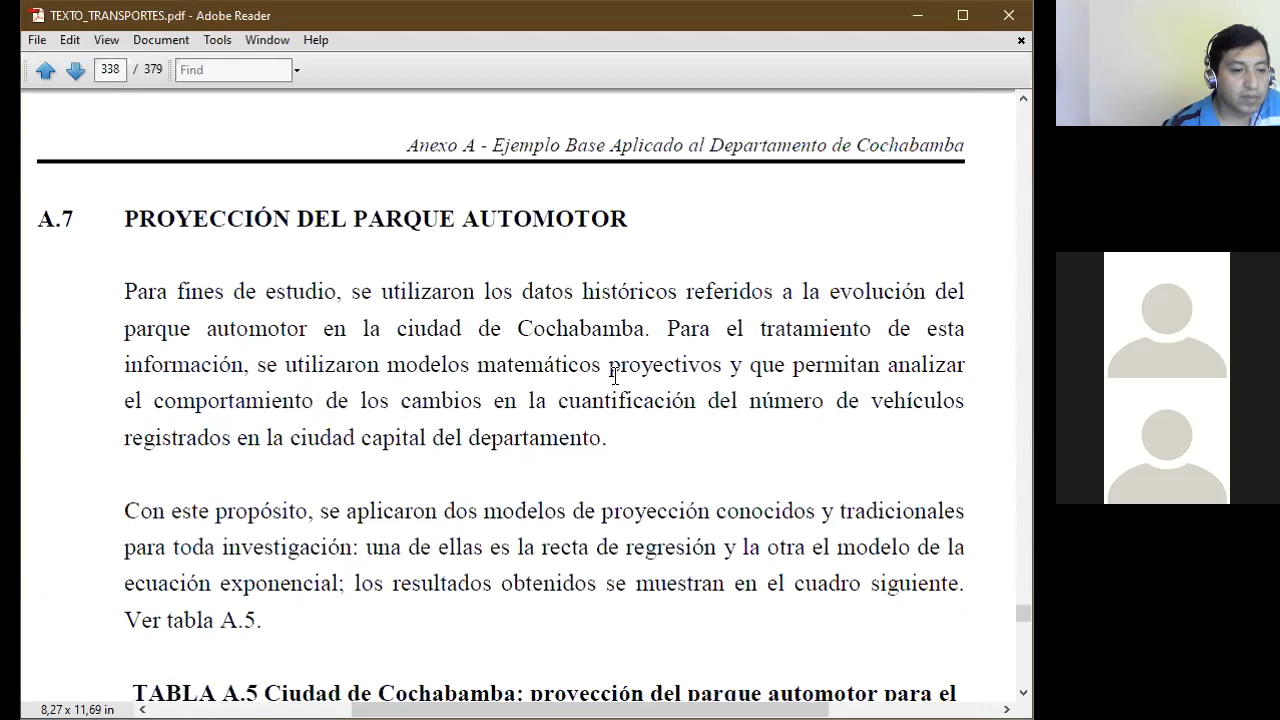 TEXTO_TRANSPORTES.pdf - Adobe Reader
File Edit View Document Tools Window Help
338 / 379 Find
Anexo A - Ejemplo Base Aplicado al Departamento de Cochabamba
A.7 PROYECCIÓN DEL PARQUE AUTOMOTOR
Para fines de estudio, se utilizaron los datos históricos referidos a la evolución del
parque automotor en la ciudad de Cochabamba. Para el tratamiento de esta
información, se utilizaron modelos matemáticos proyectivos y que permitan analizar
el comportamiento de los cambios en la cuantificación del número de vehículos
registrados en la ciudad capital del departamento.
Con este propósito, se aplicaron dos modelos de proyección conocidos y tradicionales
para toda investigación: una de ellas es la recta de regresión y la otra el modelo de la
ecuación exponencial; los resultados obtenidos se muestran en el cuadro siguiente.
Ver tabla A.5.
TABLA A.5 Ciudad de Cochabamba: proyección del parque automotor para el
8,27 x 11,69 in